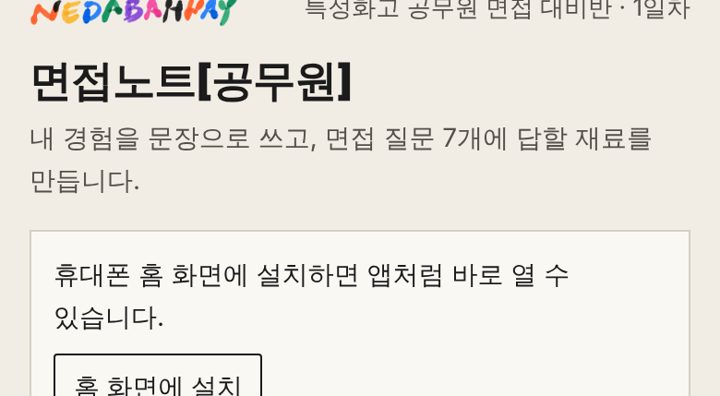 NEDABAHWAY
특성화고 공무원 면접 대비반 · 1일차
면접노트[공무원]
내 경험을 문장으로 쓰고, 면접 질문 7개에 답할 재료를
만듭니다.
휴대폰 홈 화면에 설치하면 앱처럼 바로 열 수
있습니다.
홈 화면에 설치